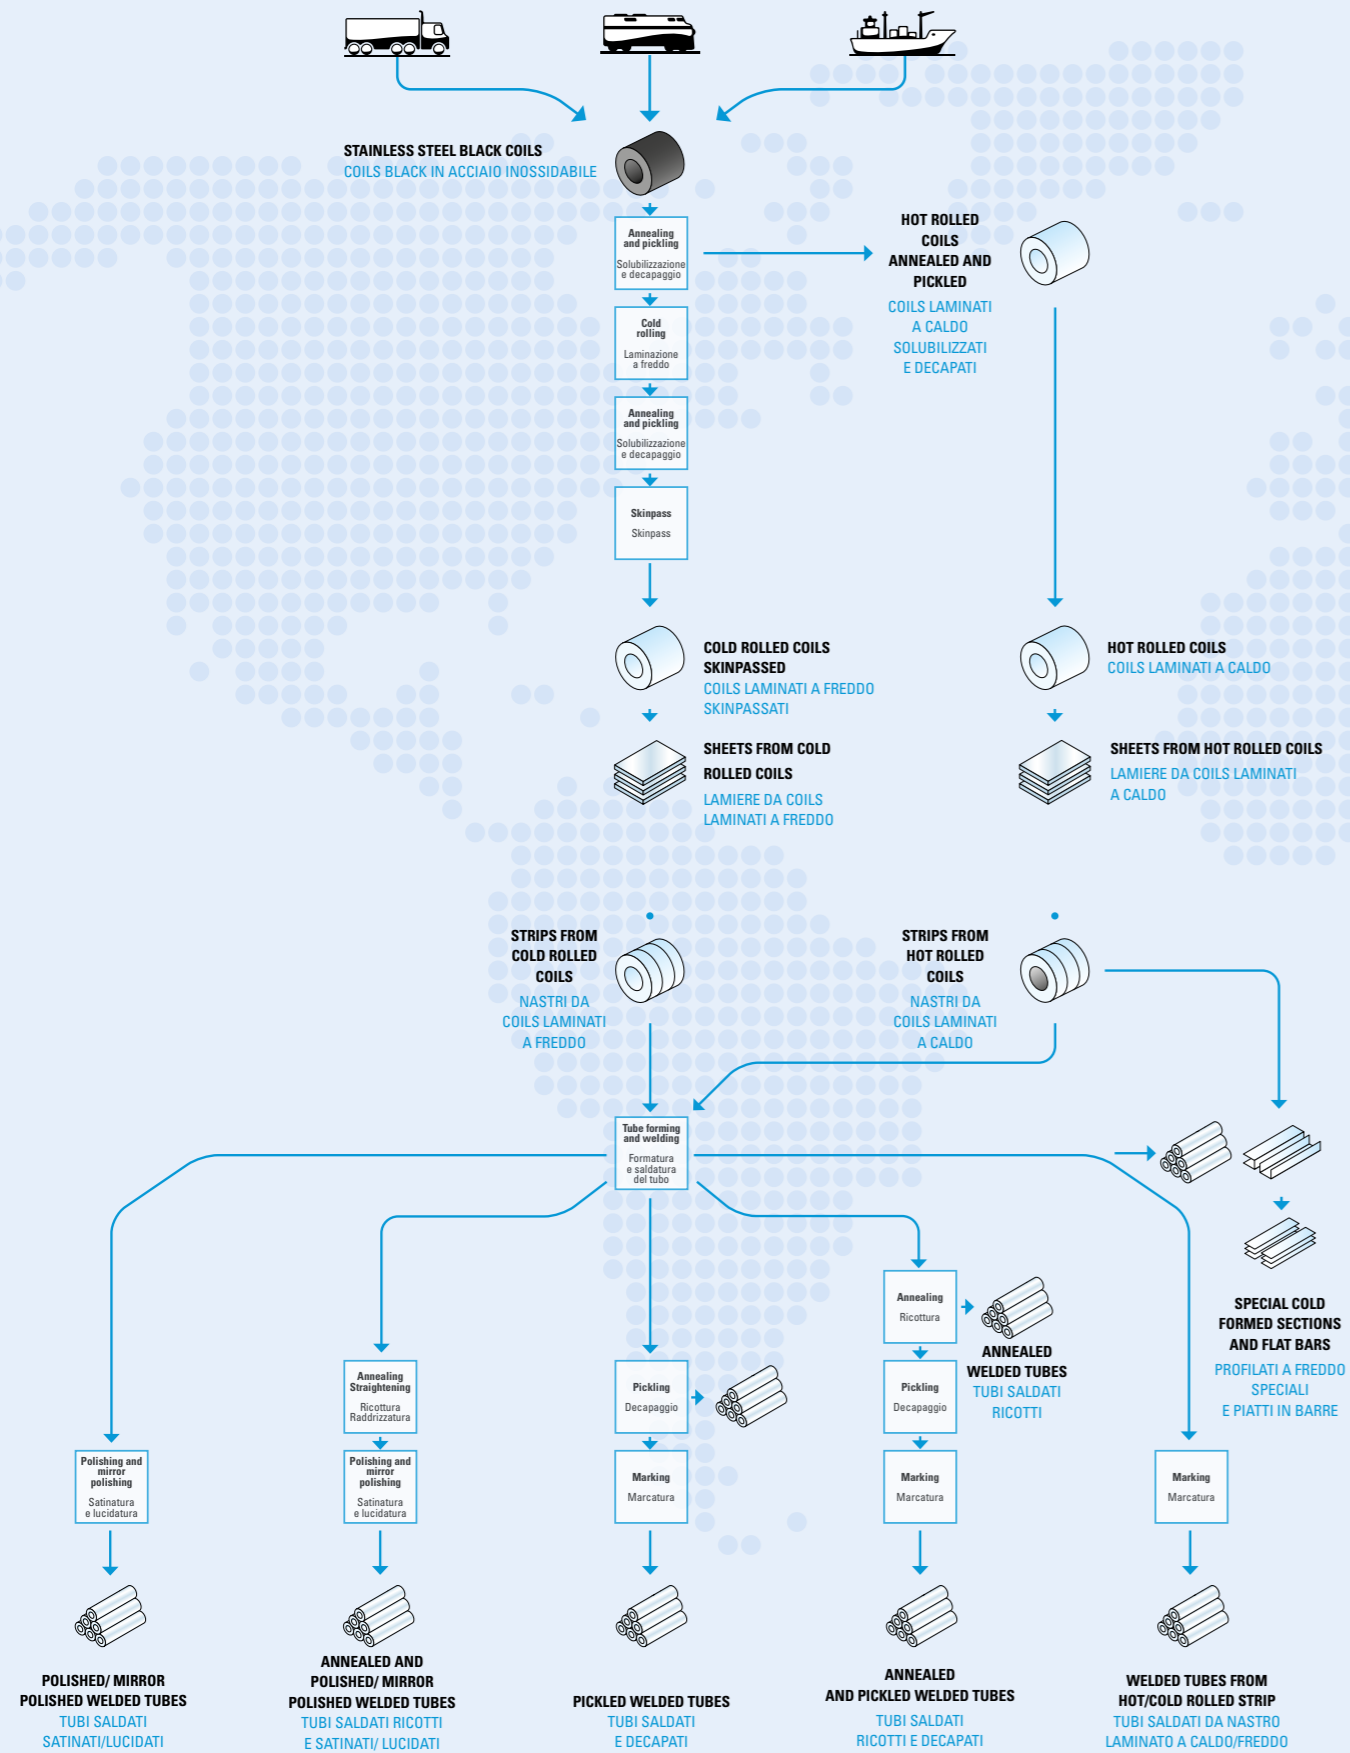 STAINLESS STEEL BLACK COILS
COILS BLACK IN ACCIAIO INOSSIDABILE
Annealing
and pickling
Solubilizzazione
e decapaggio
HOT ROLLED
COILS
ANNEALED AND
PICKLED
COILS LAMINATI
A CALDO
SOLUBILIZZATI
E DECAPATI
Cold
rolling
Laminazione
a freddo
Annealing
and pickling
Solubilizzazione
e decapaggio
Skinpass
Skinpass
COLD ROLLED COILS
SKINPASSED
COILS LAMINATI A FREDDO
SKINPASSATI
HOT ROLLED COILS
COILS LAMINATI A CALDO
SHEETS FROM COLD
ROLLED COILS
LAMIERE DA COILS
LAMINATI A FREDDO
SHEETS FROM HOT ROLLED COILS
LAMIERE DA COILS LAMINATI
A CALDO
STRIPS FROM
COLD ROLLED
COILS
NASTRI DA
COILS LAMINATI
A FREDDO
STRIPS FROM
HOT ROLLED
COILS
NASTRI DA
COILS LAMINATI
A CALDO
Tube forming
and welding
Formatura
e saldatura
del tubo
Annealing
Ricottura
ANNEALED
WELDED TUBES
TUBI SALDATI
RICOTTI
SPECIAL COLD
FORMED SECTIONS
AND FLAT BARS
PROFILATI A FREDDO
SPECIALI
E PIATTI IN BARRE
Annealing
Straightening
Ricottura
Raddrizzatura
Pickling
Decapaggio
Pickling
Decapaggio
Polishing and
mirror
polishing
Satinatura
e lucidatura
Polishing and
mirror
polishing
Satinatura
e lucidatura
Marking
Marcatura
Marking
Marcatura
Marking
Marcatura
POLISHED/ MIRROR
POLISHED WELDED TUBES
TUBI SALDATI
SATINATI/LUCIDATI
ANNEALED AND
POLISHED/ MIRROR
POLISHED WELDED TUBES
TUBI SALDATI RICOTTI
E SATINATI/ LUCIDATI
PICKLED WELDED TUBES
TUBI SALDATI
E DECAPATI
ANNEALED
AND PICKLED WELDED TUBES
TUBI SALDATI
RICOTTI E DECAPATI
WELDED TUBES FROM
HOT/COLD ROLLED STRIP
TUBI SALDATI DA NASTRO
LAMINATO A CALDO/FREDDO